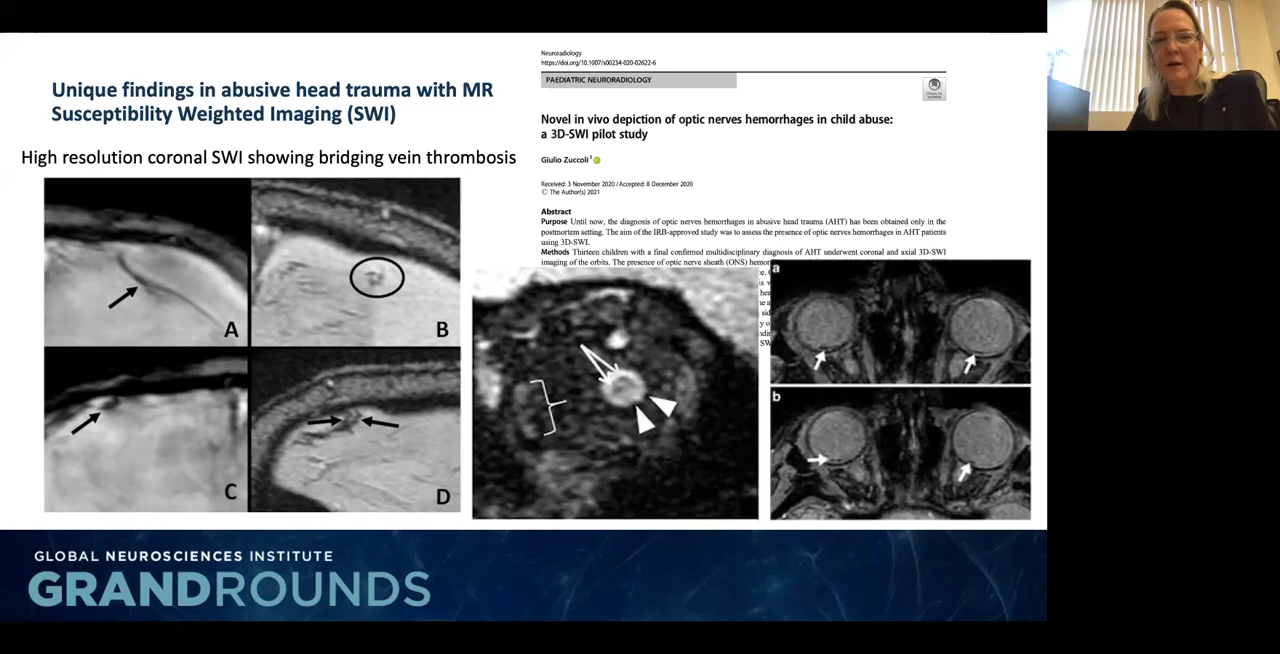 Unique findings in abusive head trauma with MR
Susceptibility Weighted Imaging (SWI)
High resolution coronal SWI showing bridging vein thrombosis
A
B
C
D
Neuroradiology
https://doi.org/10.1007/s00234-020-02622-6
PAEDIATRIC NEURORADIOLOGY
Novel in vivo depiction of optic nerves hemorrhages in child abuse:
a 3D-SWI pilot study
Giulio Zuccoli 1
Received: 3 November 2020 / Accepted: 8 December 2020
© The Author(s) 2021
Abstract
Purpose Until now, the diagnosis of optic nerves hemorrhages in abusive head trauma (AHT) has been obtained only in the
postmortem setting. The aim of the IRB-approved study was to assess the presence of optic nerves hemorrhages in AHT patients
using 3D-SWI.
Methods Thirteen children with a final confirmed multidisciplinary diagnosis of AHT underwent coronal and axial 3D-SWI
imaging of the orbits. The presence of optic nerve sheath (ONS)
a
b
GLOBAL NEUROSCIENCES INSTITUTE
GRANDROUNDS